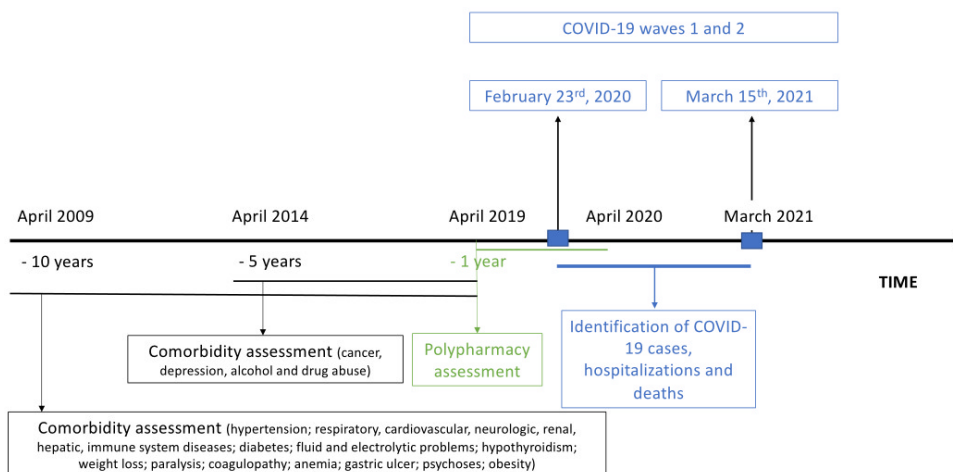 COVID-19 waves 1 and 2
February 23rd, 2020
March 15th, 2021
April 2009
April 2014
April 2019
April 2020
March 2021
- 10 years
- 5 years
- 1 year
TIME
Comorbidity assessment (cancer,
depression, alcohol and drug abuse)
Polypharmacy
assessment
Identification of COVID-
19 cases,
hospitalizations and
deaths
Comorbidity assessment (hypertension; respiratory, cardiovascular, neurologic, renal,
hepatic, immune system diseases; diabetes; fluid and electrolytic problems; hypothyroidism;
weight loss; paralysis; coagulopathy; anemia; gastric ulcer; psychoses; obesity)